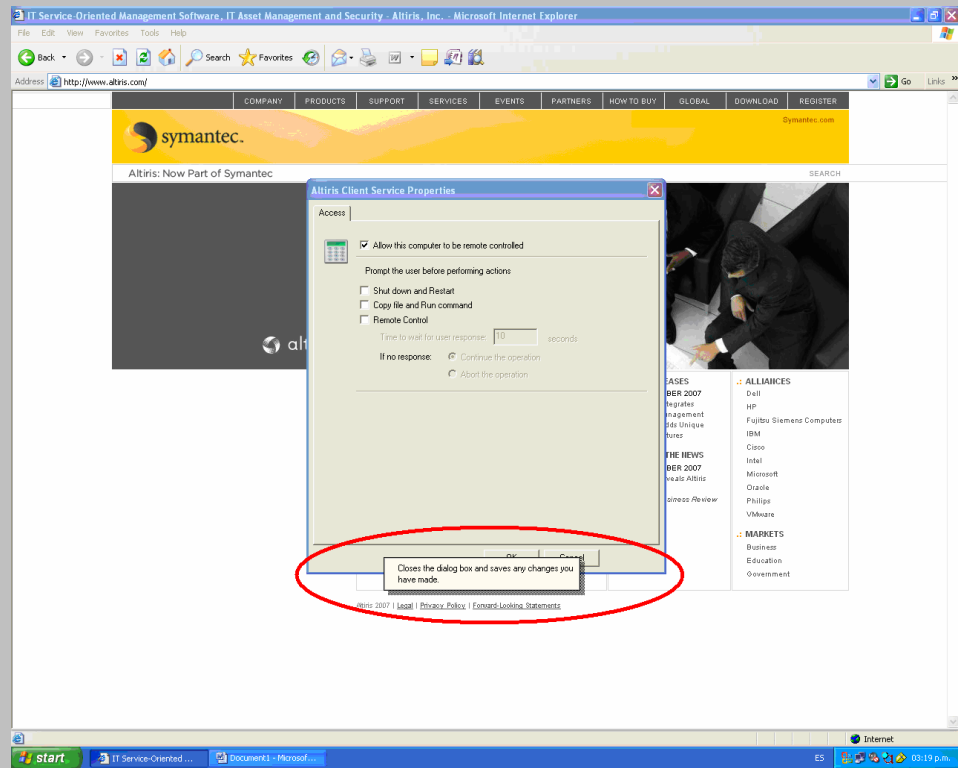 IT Service-Oriented Management Software, IT Asset Management and Security - Altiris, Inc. - Microsoft Internet Explorer
File Edit View Favorites Tools Help
Back Search Favorites
Address http://www.altiris.com/ Go Links »
COMPANY PRODUCTS SUPPORT SERVICES EVENTS PARTNERS HOW TO BUY GLOBAL DOWNLOAD REGISTER
Symantec.com
symantec.
Altiris: Now Part of Symantec
SEARCH
Altiris Client Service Properties
Access
Allow this computer to be remote controlled
Prompt the user before performing actions
Shut down and Restart
Copy file and Run command
Remote Control
Time to wait for user response: 10 seconds
If no response: Continue the operation
Abort the operation
OK Cancel
Closes the dialog box and saves any changes you
have made.
alt
EASES
BER 2007
tegrates
nagement
dds Unique
tures
THE NEWS
BER 2007
veals Altiris
siness Review
.: ALLIANCES
Dell
HP
Fujitsu Siemens Computers
IBM
Cisco
Intel
Microsoft
Oracle
Philips
VMware
.: MARKETS
Business
Education
Government
Altiris 2007 | Legal | Privacy Policy | Forward-Looking Statements
Internet
start IT Service-Oriented ... Document1 - Microsof... ES 03:19 p.m.